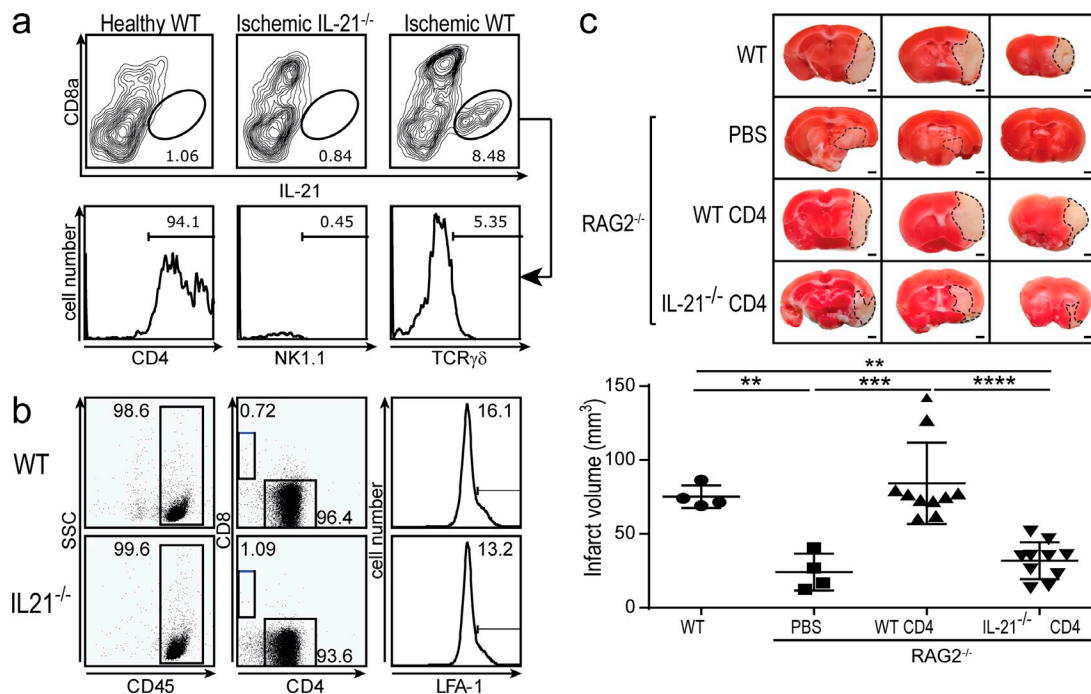 a
Healthy WT Ischemic IL-21-/- Ischemic WT
CD8a
1.06 0.84 8.48
IL-21
cell number
94.1 0.45 5.35
CD4 NK1.1 TCRγδ
b
WT
IL21-/-
SSC
98.6
99.6
CD45
CD8
0.72
96.4
1.09
93.6
CD4
cell number
16.1
13.2
LFA-1
c
WT
PBS
WT CD4
IL-21-/- CD4
RAG2-/-
**
** *** ****
Infarct volume (mm3)
150
100
50
0
WT PBS WT CD4 IL-21-/- CD4
RAG2-/-